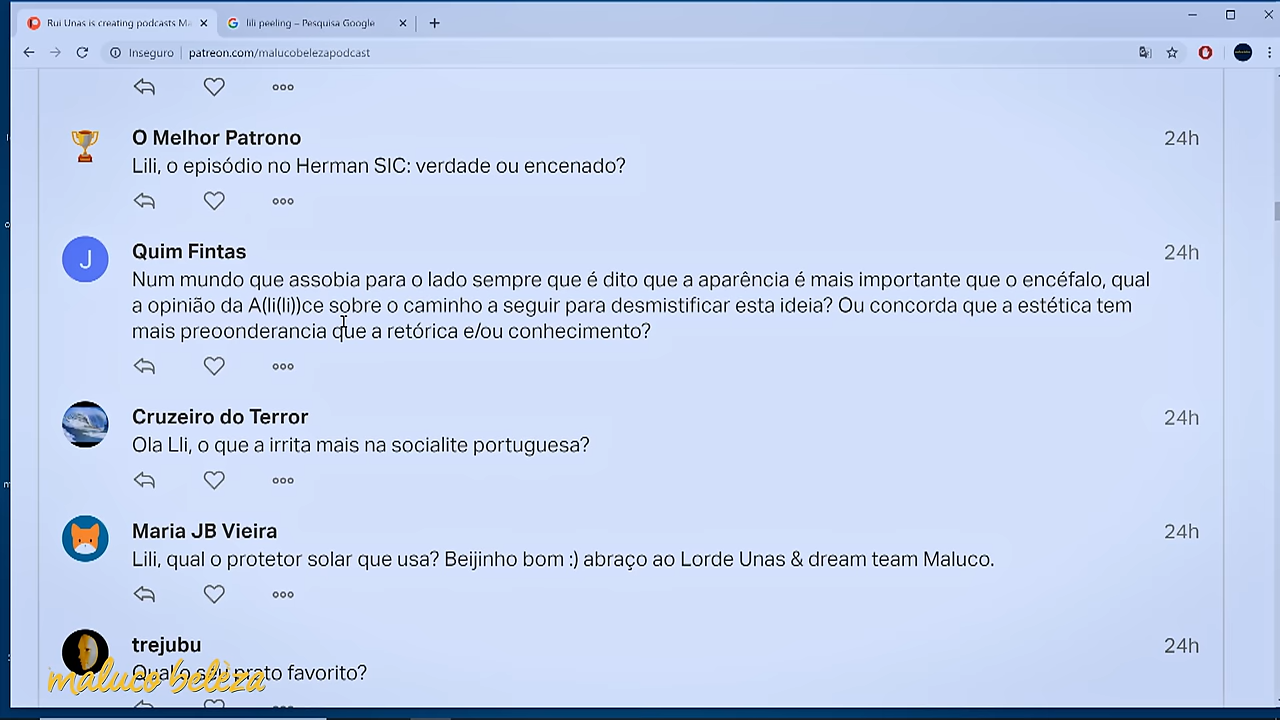 Rui Unas is creating podcasts Ma
lili peeling – Pesquisa Google
Inseguro
patreon.com/malucobelezapodcast
O Melhor Patrono
24h
Lili, o episódio no Herman SIC: verdade ou encenado?
J
Quim Fintas
24h
Num mundo que assobia para o lado sempre que é dito que a aparência é mais importante que o encéfalo, qual
a opinião da A(li(li))ce sobre o caminho a seguir para desmistificar esta ideia? Ou concorda que a estética tem
mais preoonderancia que a retórica e/ou conhecimento?
Cruzeiro do Terror
24h
Ola Lli, o que a irrita mais na socialite portuguesa?
Maria JB Vieira
24h
Lili, qual o protetor solar que usa? Beijinho bom :) abraço ao Lorde Unas & dream team Maluco.
trejubu
24h
Qual o seu prato favorito?
maluco beleza